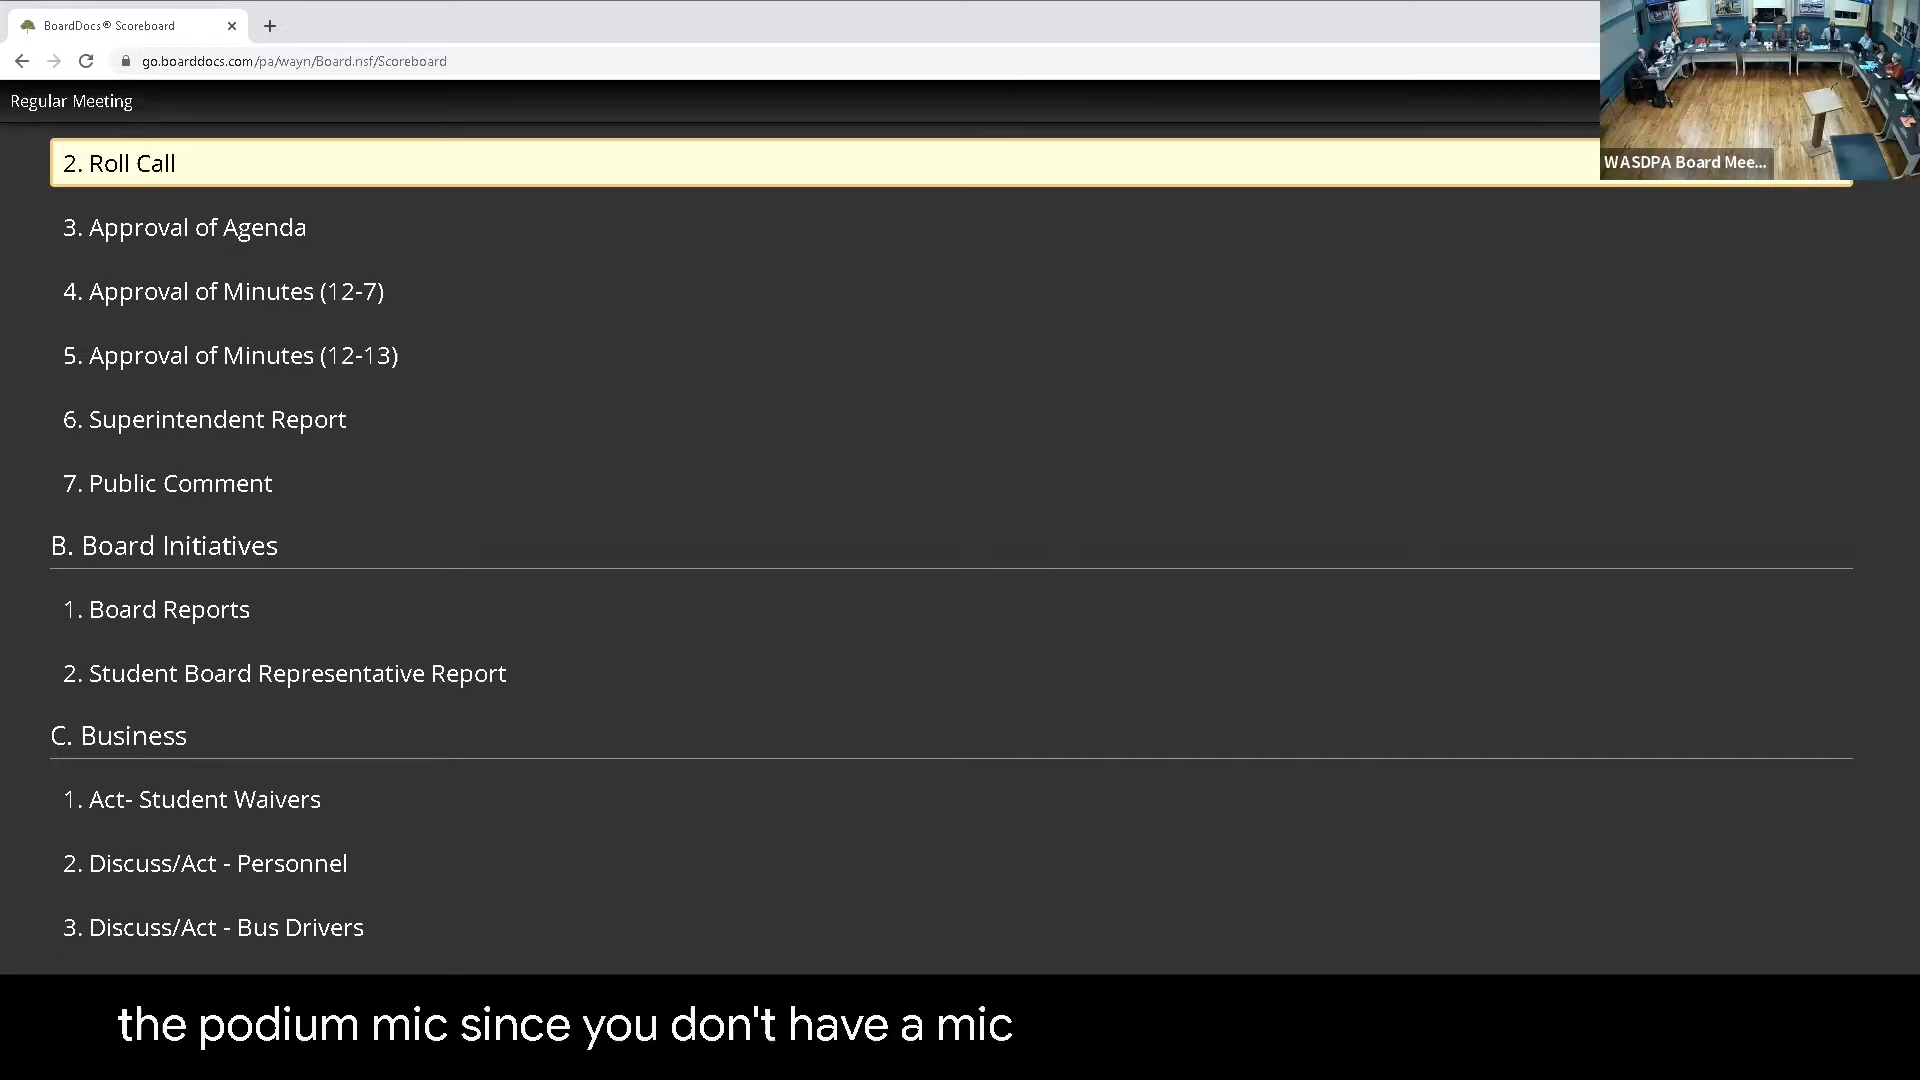 BoardDocs® Scoreboard
go.boarddocs.com/pa/wayn/Board.nsf/Scoreboard
Regular Meeting
WASDPA Board Mee...
2. Roll Call
3. Approval of Agenda
4. Approval of Minutes (12-7)
5. Approval of Minutes (12-13)
6. Superintendent Report
7. Public Comment
B. Board Initiatives
1. Board Reports
2. Student Board Representative Report
C. Business
1. Act- Student Waivers
2. Discuss/Act - Personnel
3. Discuss/Act - Bus Drivers
the podium mic since you don't have a mic